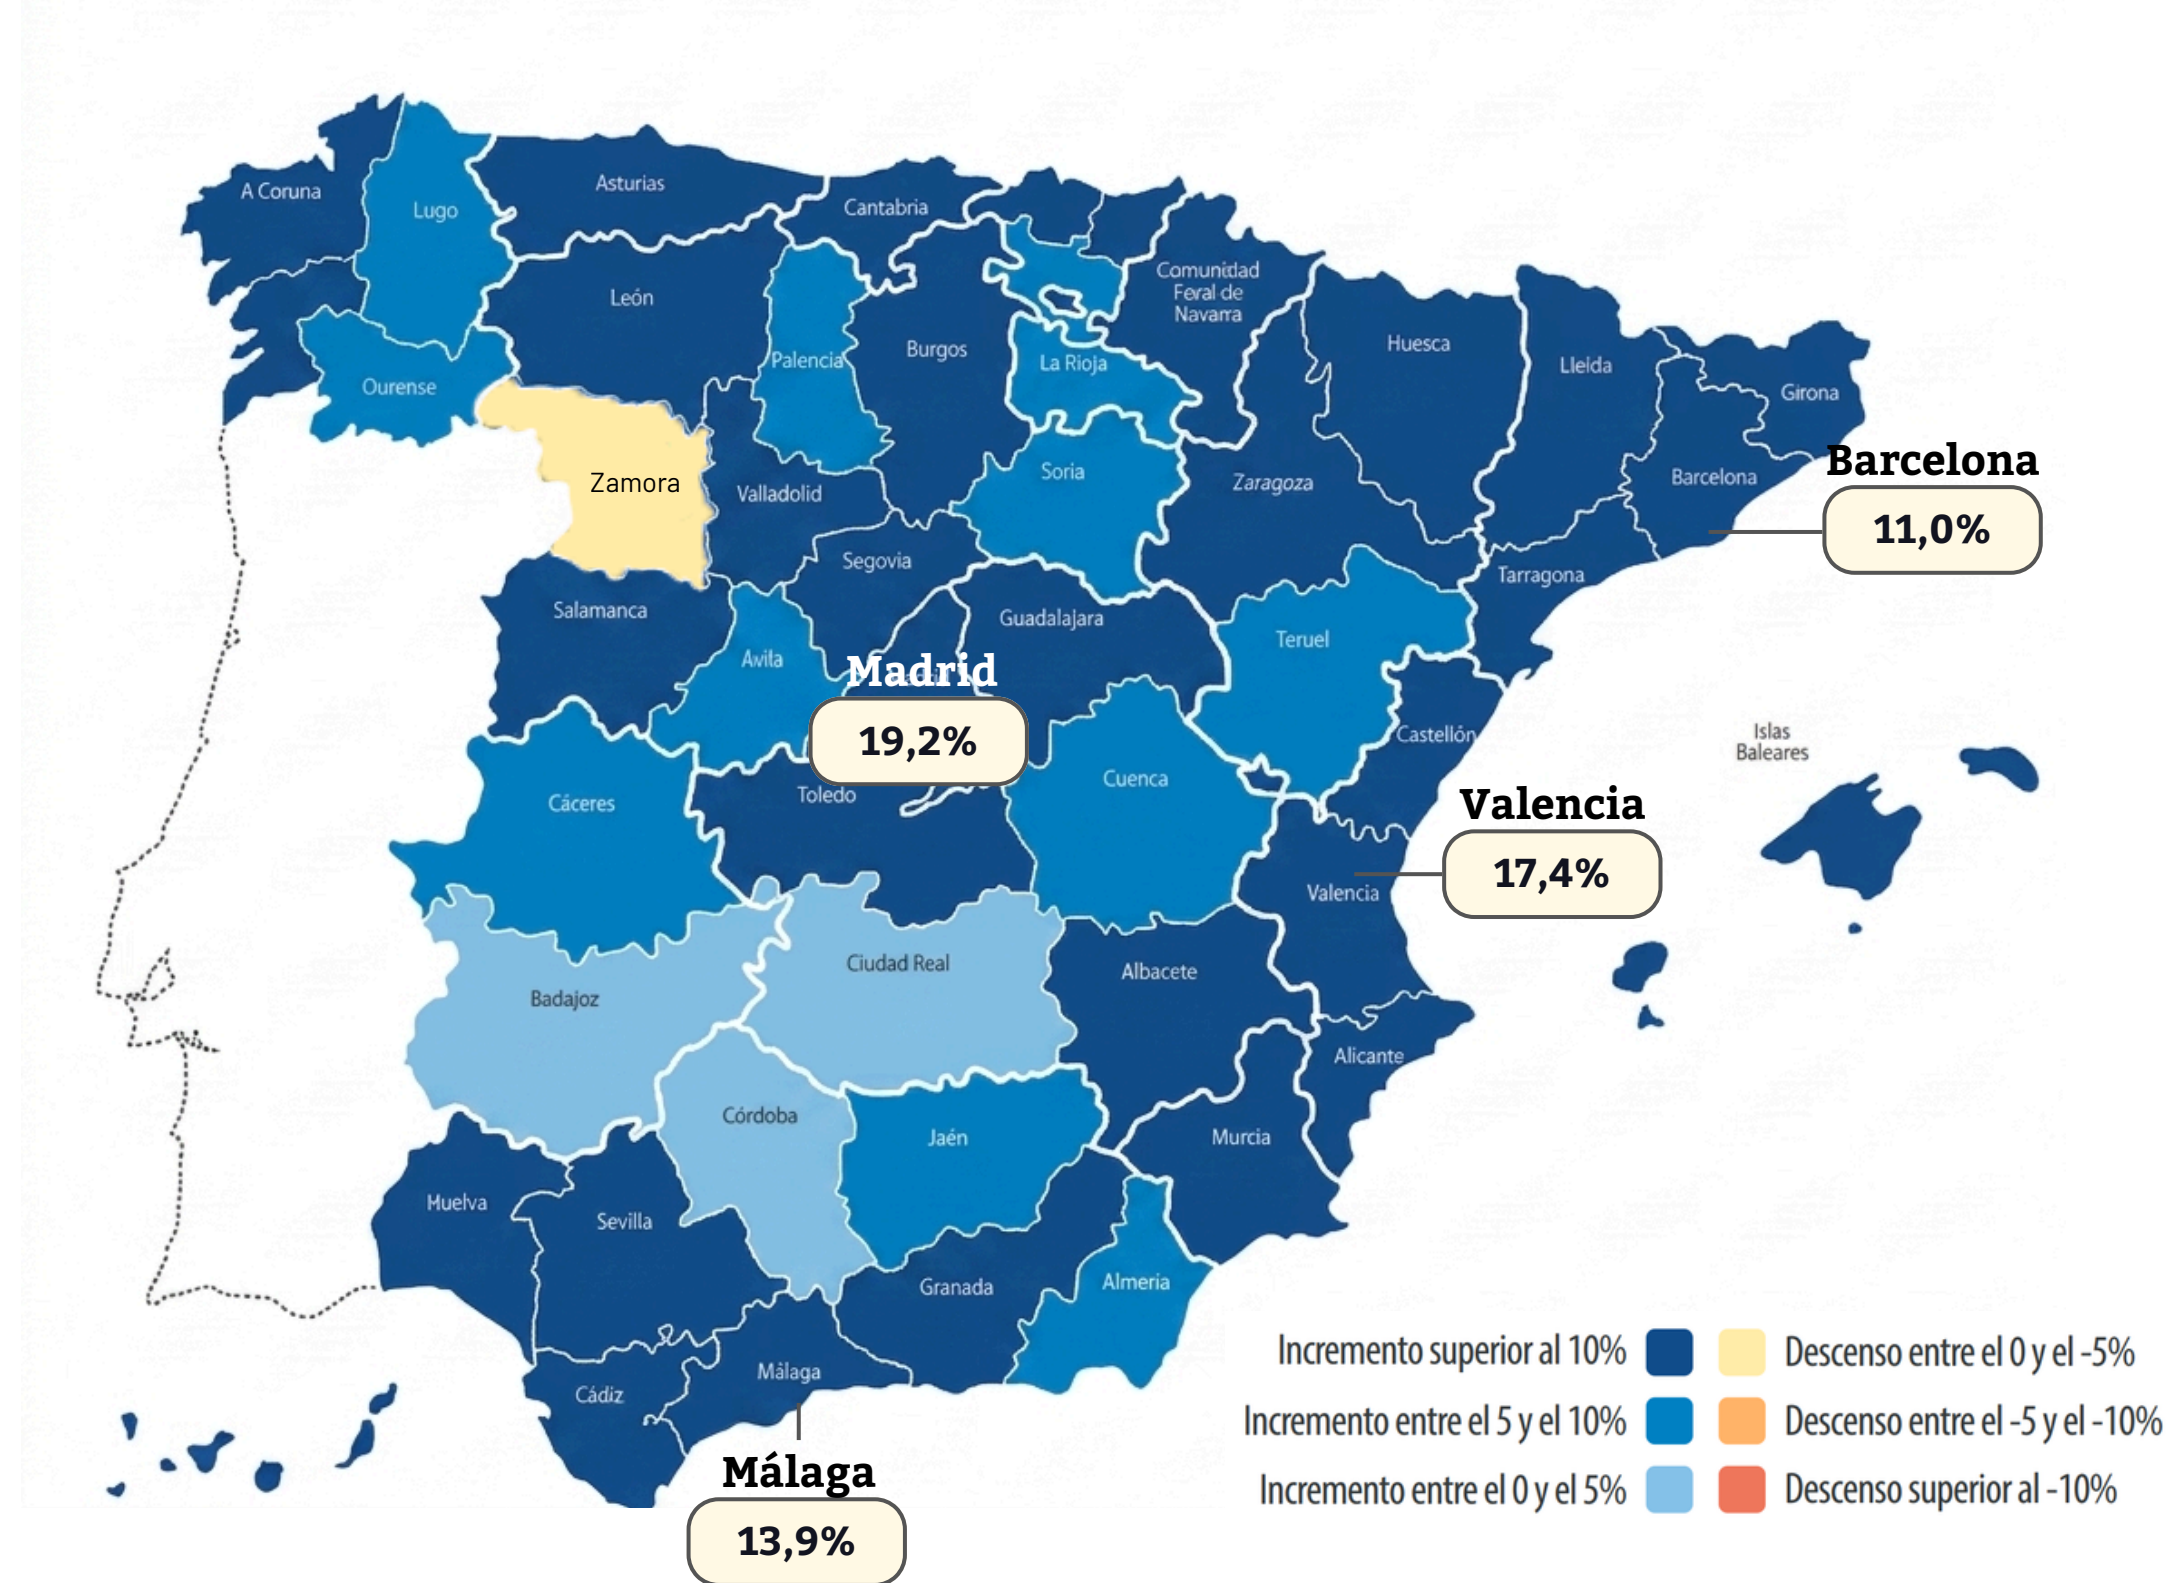 A Coruna
Lugo
Asturias
Cantabria
Comunidad
Feral de
Navarra
León
Palencia
Burgos
La Rioja
Huesca
Lleida
Girona
Ourense
Zamora
Valladolid
Soria
Zaragoza
Barcelona
Barcelona
11,0%
Segovia
Tarragona
Salamanca
Avila
Guadalajara
Teruel
Madrid
19,2%
Castellón
Islas
Baleares
Cáceres
Toledo
Cuenca
Valencia
17,4%
Valencia
Badajoz
Ciudad Real
Albacete
Alicante
Córdoba
Jaén
Murcia
Muelva
Sevilla
Granada
Almeria
Málaga
Cádiz
Málaga
13,9%
Incremento superior al 10%
Descenso entre el 0 y el -5%
Incremento entre el 5 y el 10%
Descenso entre el -5 y el -10%
Incremento entre el 0 y el 5%
Descenso superior al -10%